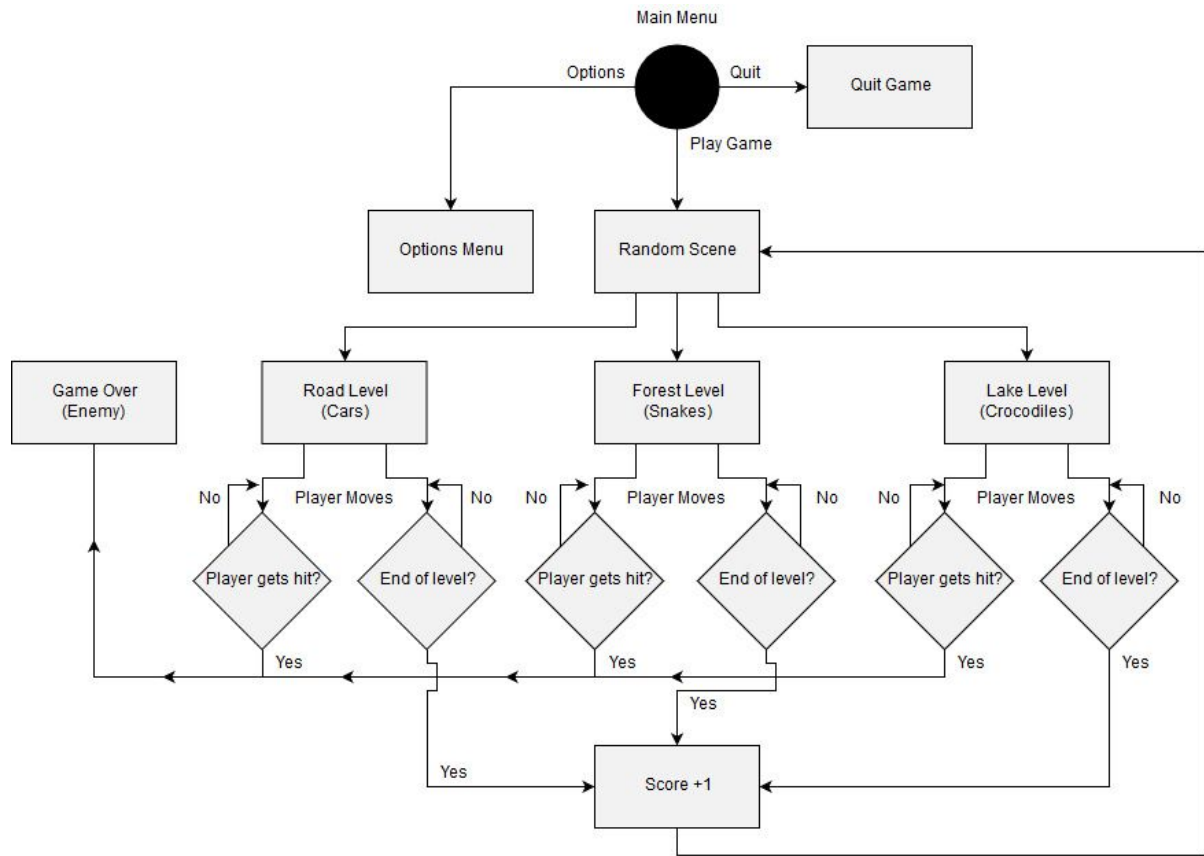 Main Menu
Options
Quit
Quit Game
Play Game
Options Menu
Random Scene
Game Over
(Enemy)
Road Level
(Cars)
Forest Level
(Snakes)
Lake Level
(Crocodiles)
No
Player Moves
No
No
Player Moves
No
No
Player Moves
No
Player gets hit?
End of level?
Player gets hit?
End of level?
Player gets hit?
End of level?
Yes
Yes
Yes
Yes
Yes
Yes
Score +1